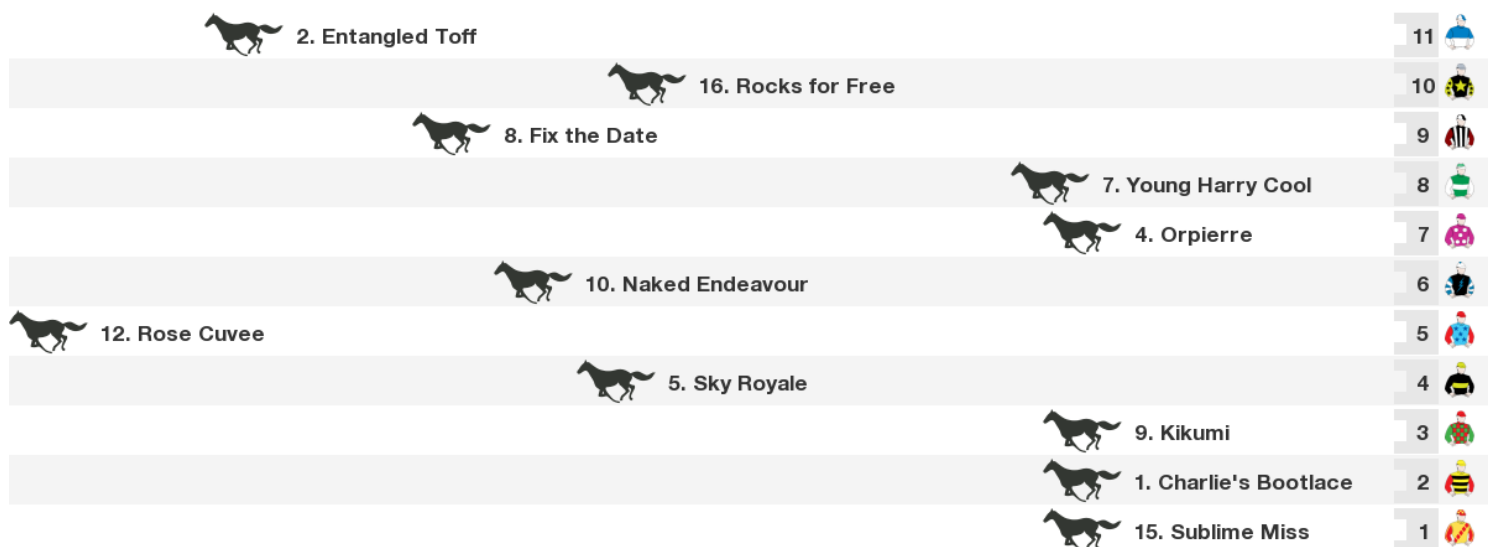 2. Entangled Toff 11
16. Rocks for Free 10
8. Fix the Date 9
7. Young Harry Cool 8
4. Orpierre 7
10. Naked Endeavour 6
12. Rose Cuvee 5
5. Sky Royale 4
9. Kikumi 3
1. Charlie's Bootlace 2
15. Sublime Miss 1